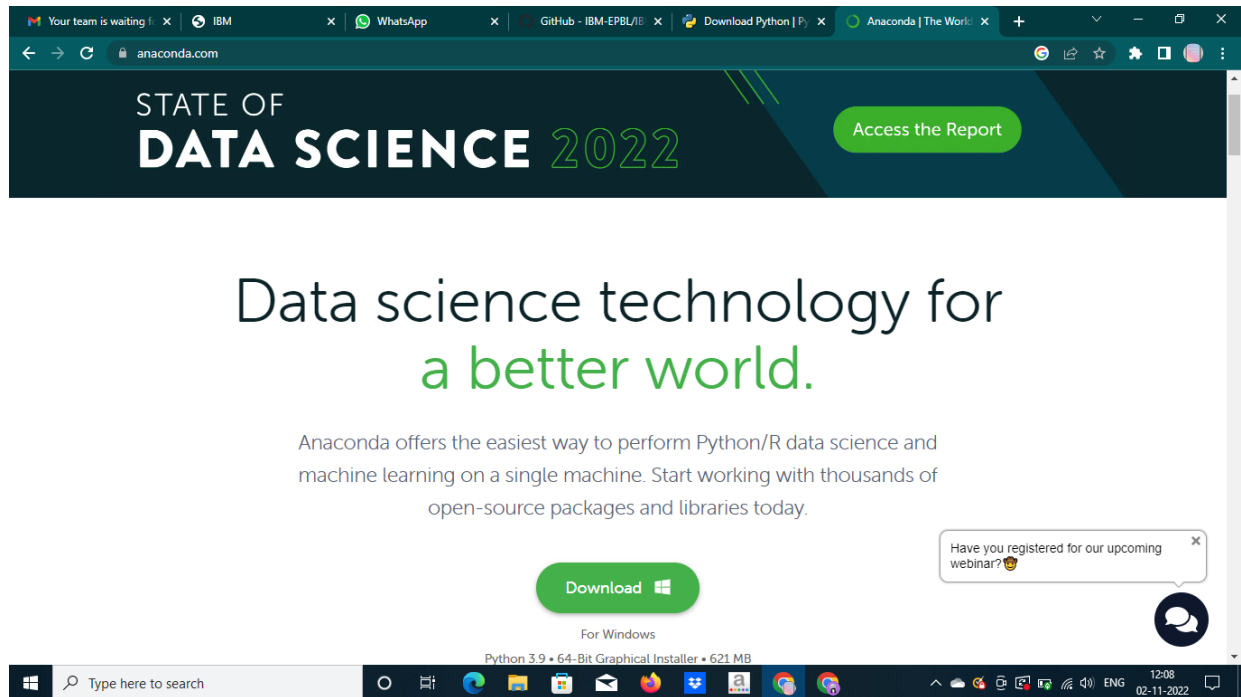 Your team is waiting f
IBM
WhatsApp
GitHub - IBM-EPBL/IB
Download Python | Py
Anaconda | The World
anaconda.com
STATE OF
DATA SCIENCE 2022
Access the Report
Data science technology for
a better world.
Anaconda offers the easiest way to perform Python/R data science and
machine learning on a single machine. Start working with thousands of
open-source packages and libraries today.
Have you registered for our upcoming
webinar?🤠
Download
For Windows
Python 3.9 • 64-Bit Graphical Installer • 621 MB
Type here to search
a
ENG
12:08
02-11-2022